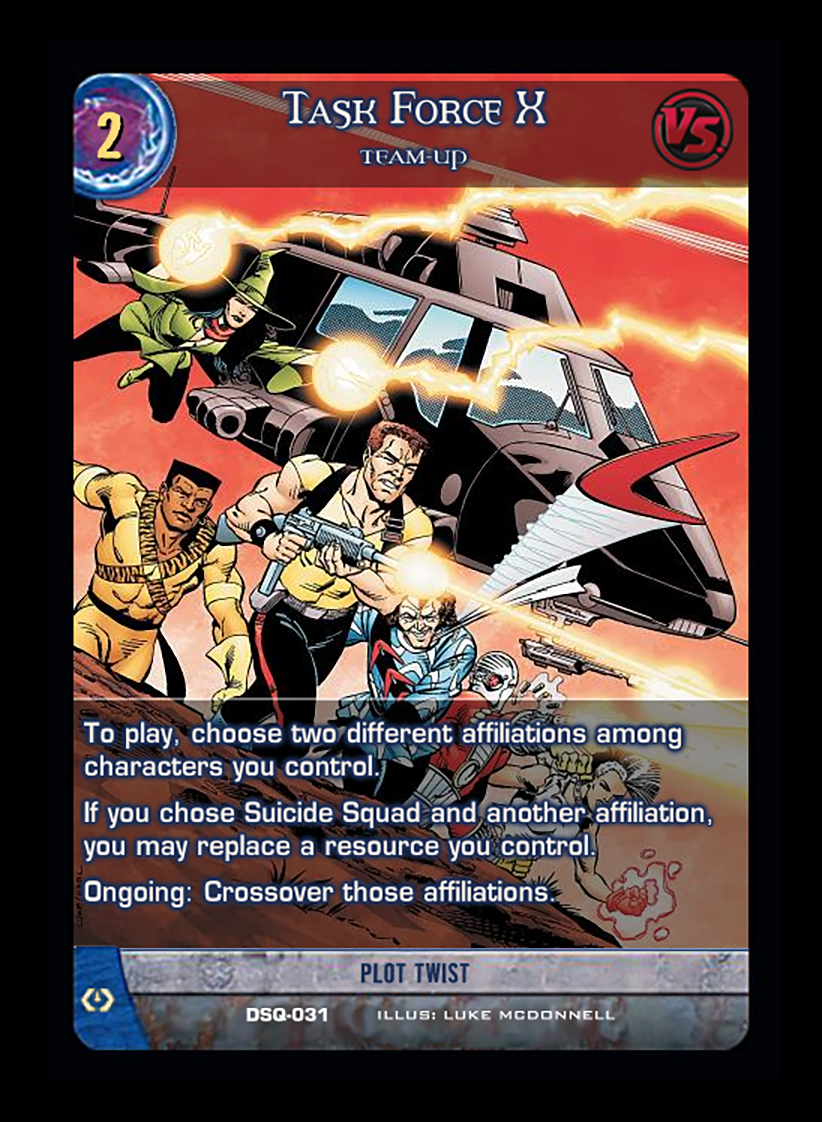 2
Task Force X
VS.
TEAM-UP
To play, choose two different affiliations among
characters you control.
If you chose Suicide Squad and another affiliation,
you may replace a resource you control.
Ongoing: Crossover those affiliations.
PLOT TWIST
DSQ-031 ILLUS: LUKE MCDONNELL